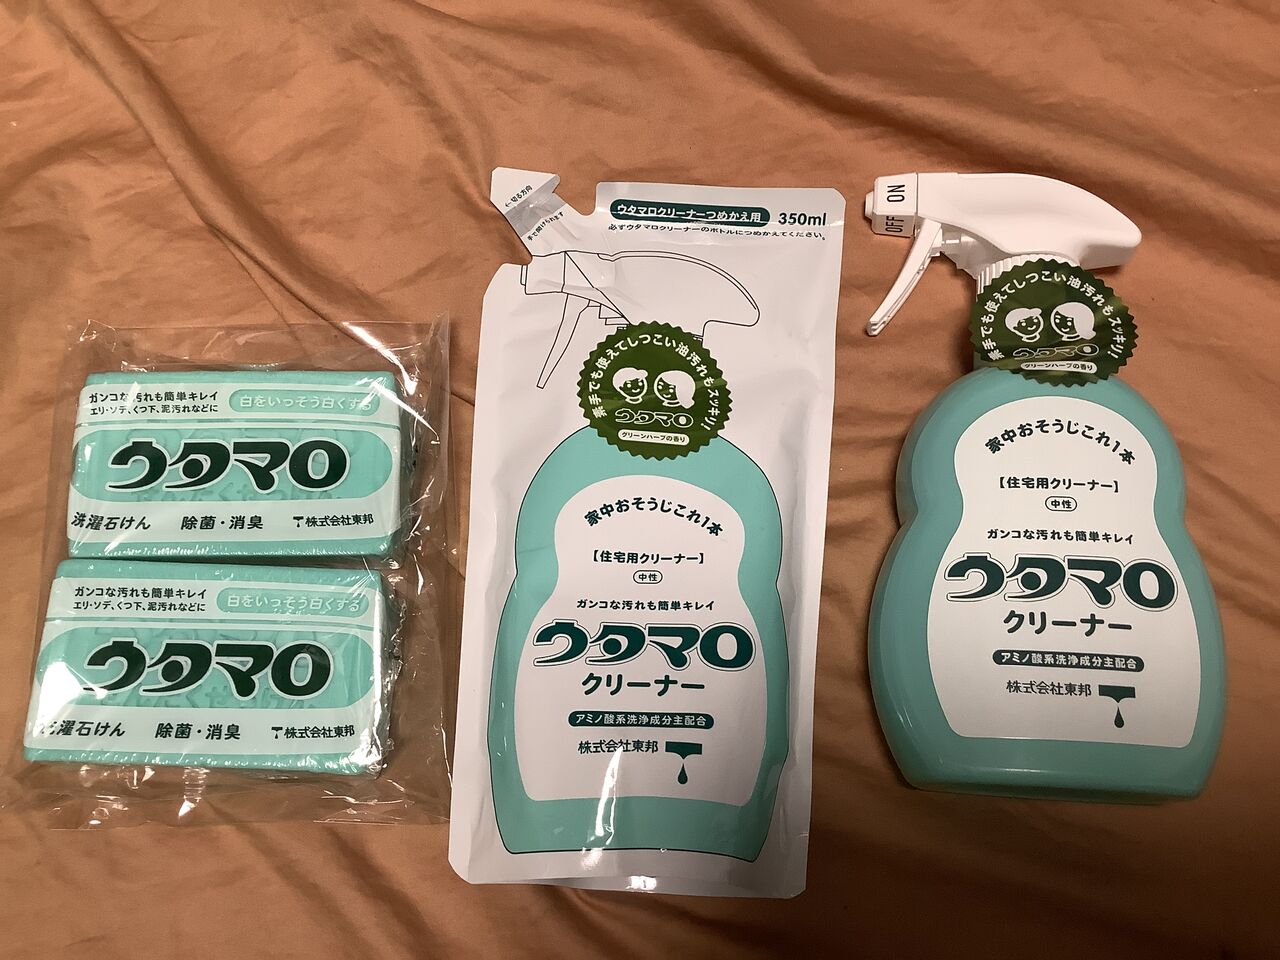 ガンコな汚れも簡単キレイ
エリ・ソデ、くつ下、泥汚れなどに
白をいっそう白くする
ウタマロ
洗濯石けん 除菌・消臭 株式会社東邦
ガンコな汚れも簡単キレイ
エリ・ソデ、くつ下、泥汚れなどに
白をいっそう白くする
ウタマロ
洗濯石けん 除菌・消臭 株式会社東邦
←切る方向
手で開けられます
ウタマロクリーナーつめかえ用 350ml
必ずウタマロクリーナーのボトルにつめかえてください。
素手でも使えてしつこい油汚れもスッキリ!!
ウタマロ
グリーンハーブの香り
家中おそうじこれ1本
【住宅用クリーナー】
中性
ガンコな汚れも簡単キレイ
ウタマロ
クリーナー
アミノ酸系洗浄成分主配合
株式会社東邦
OFF ON
素手でも使えてしつこい油汚れもスッキリ!!
ウタマロ
グリーンハーブの香り
家中おそうじこれ1本
【住宅用クリーナー】
中性
ガンコな汚れも簡単キレイ
ウタマロ
クリーナー
アミノ酸系洗浄成分主配合
株式会社東邦